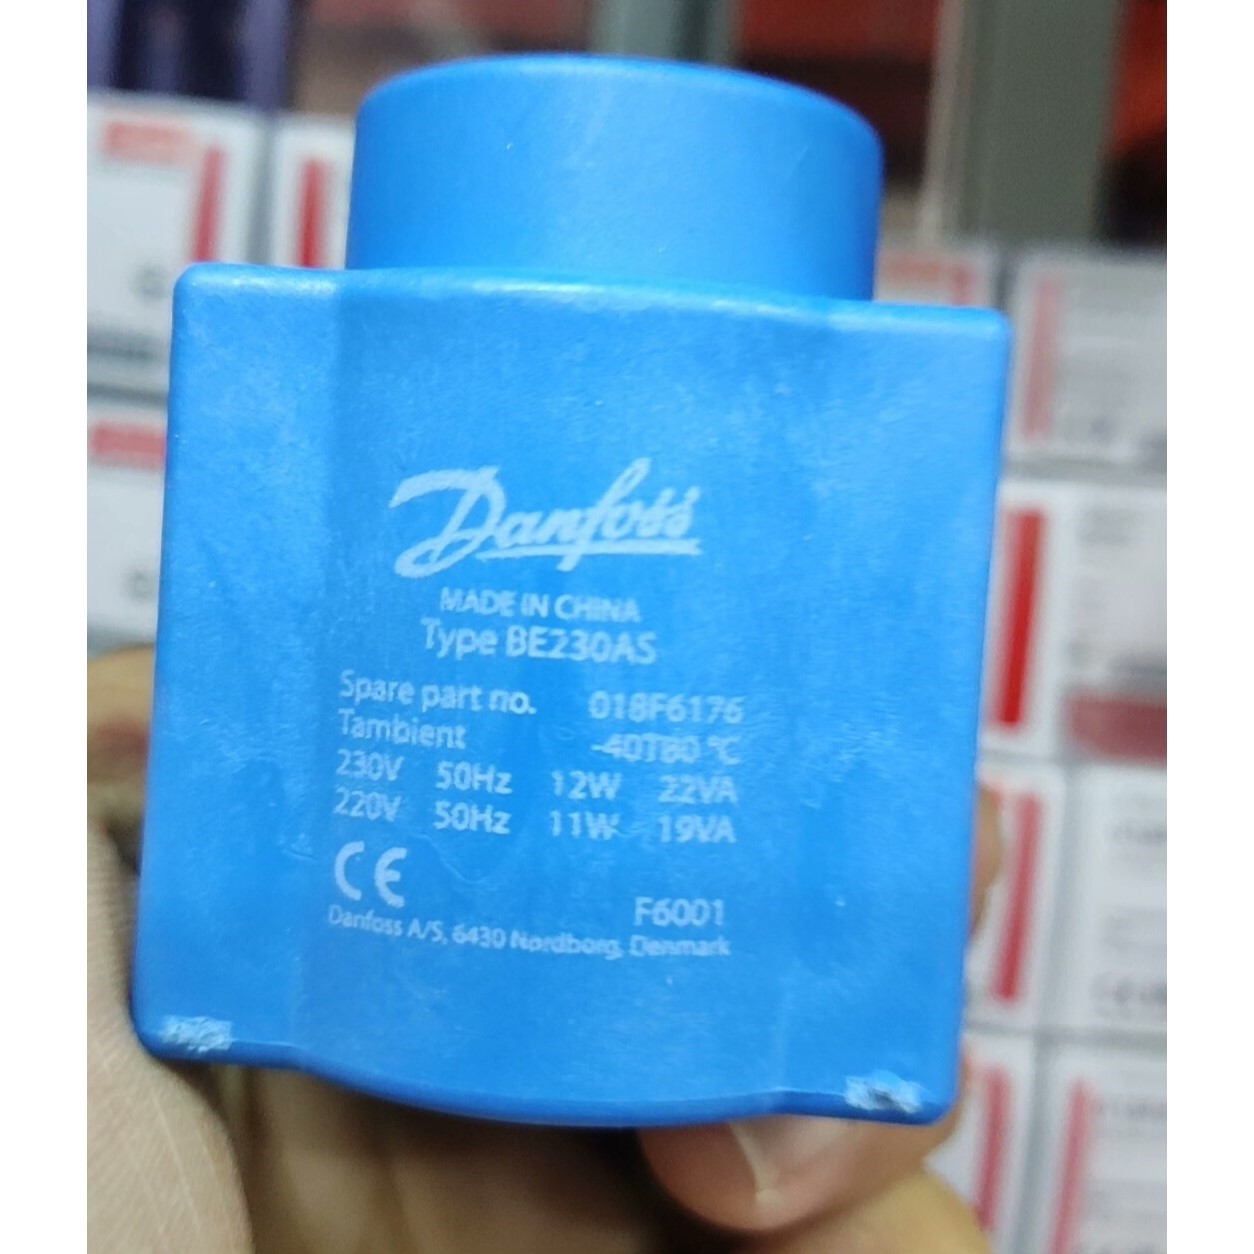 Danfoss
MADE IN CHINA
Type BE230AS
Spare part no. 018F6176
Tambient -40T80 °C
230V 50Hz 12W 22VA
220V 50Hz 11W 19VA
CE
F6001
Danfoss A/S, 6430 Nordborg, Denmark